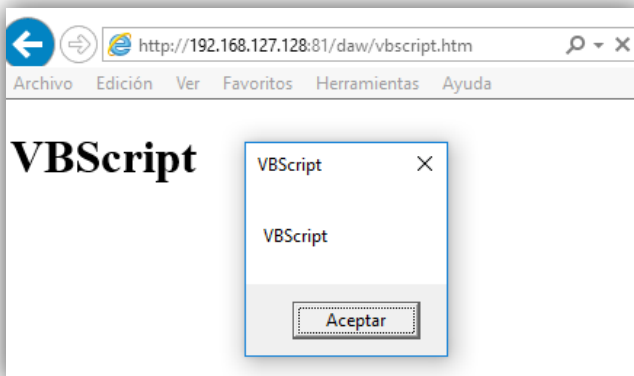 http://192.168.127.128:81/daw/vbscript.htm
Archivo Edición Ver Favoritos Herramientas Ayuda
VBScript
VBScript
VBScript
Aceptar